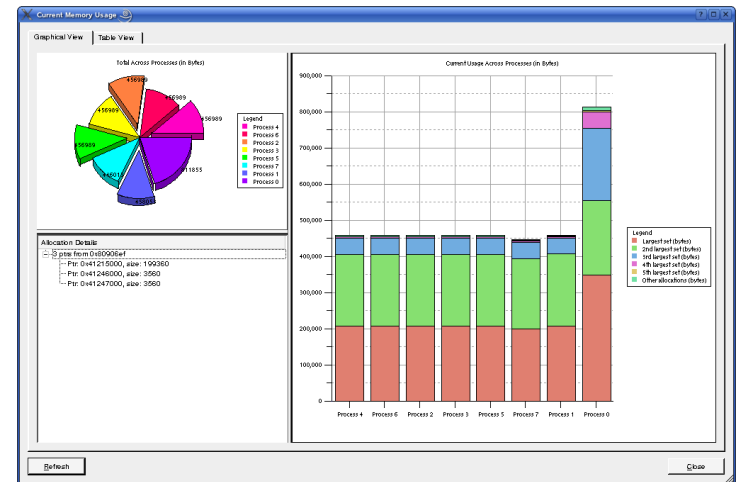 Current Memory Usage
Graphical View
Table View
Total Across Processes (in Bytes)
456989
456989
456989
456989
456989
Legend
Process 4
Process 6
Process 2
Process 3
Process 5
Process 7
Process 1
Process 0
Allocation Details
3 ptrs from 0x80906ef
Ptr: 0x41215000, size: 199360
Ptr: 0x41246000, size: 3560
Ptr: 0x41247000, size: 3560
Current Usage Across Processes (in Bytes)
900,000
800,000
700,000
600,000
500,000
400,000
300,000
200,000
100,000
0
Process 4
Process 6
Process 2
Process 3
Process 5
Process 7
Process 1
Process 0
Legend
Largest set (bytes)
2nd largest set (bytes)
3rd largest set (bytes)
4th largest set (bytes)
5th largest set (bytes)
Other allocations (bytes)
Refresh
Close